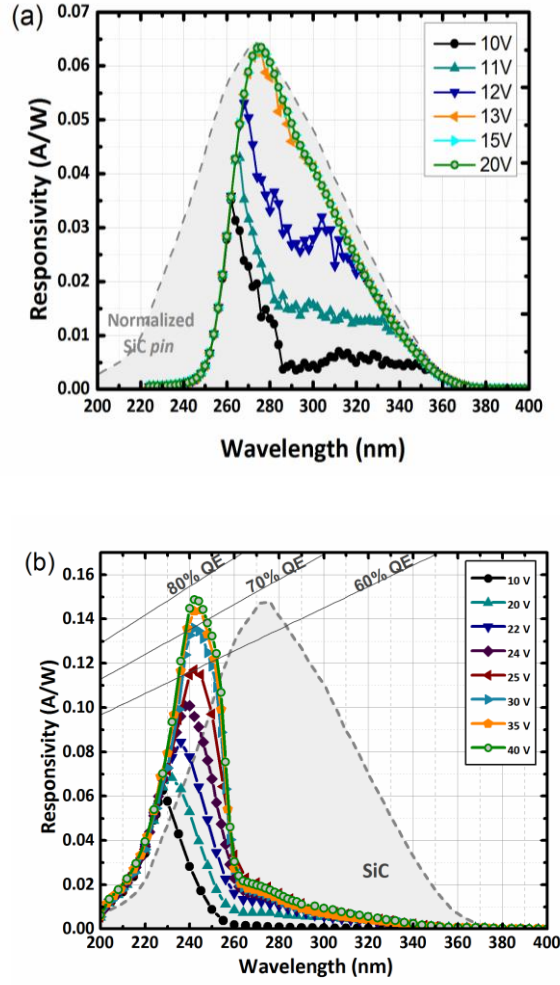 (a)
0.07
0.06
0.05
0.04
0.03
0.02
0.01
0.00
Responsivity (A/W)
10V
11V
12V
13V
15V
20V
Normalized
SiC pin
200 220 240 260 280 300 320 340 360 380 400
Wavelength (nm)
(b)
0.16
0.14
0.12
0.10
0.08
0.06
0.04
0.02
0.00
Responsivity (A/W)
80% QE
70% QE
60% QE
10 V
20 V
22 V
24 V
25 V
30 V
35 V
40 V
SiC
200 220 240 260 280 300 320 340 360 380 400
Wavelength (nm)